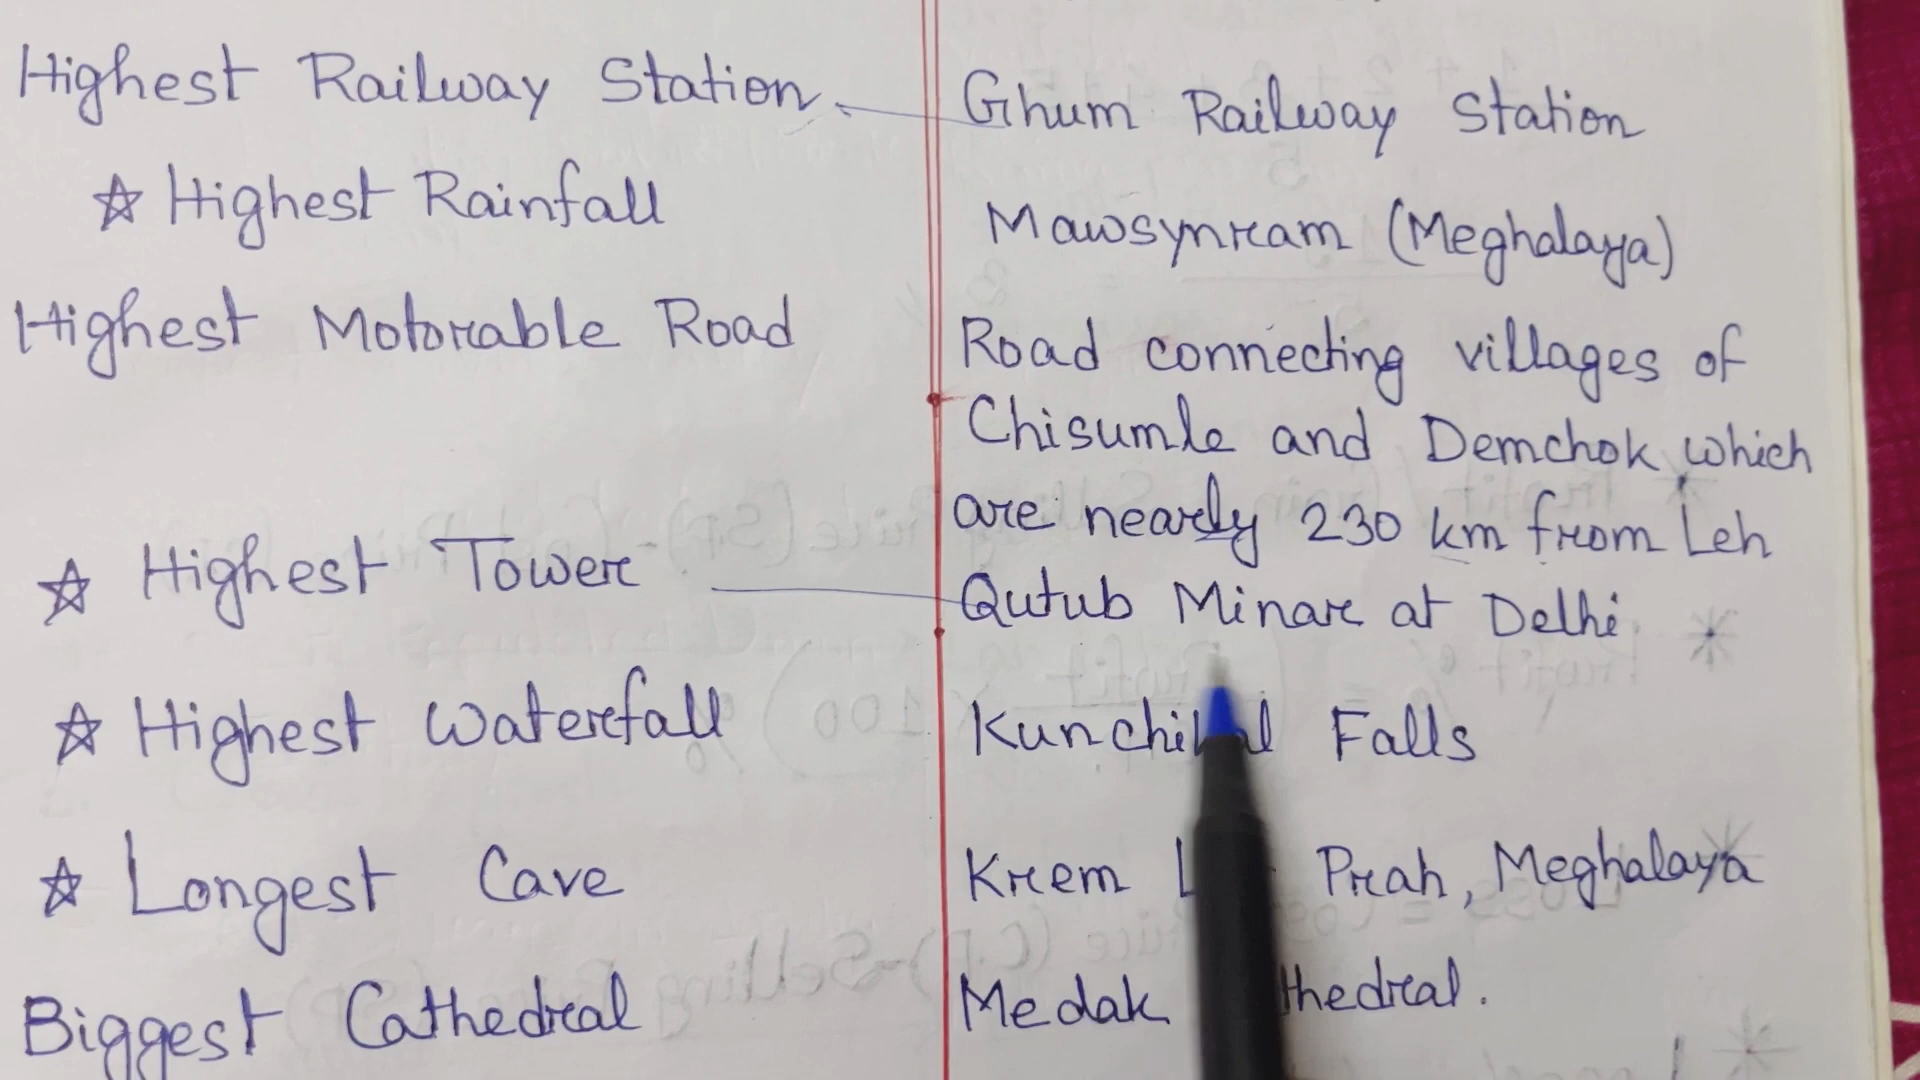 Highest Railway Station Ghum Railway Station
☆ Highest Rainfall Mawsynram (Meghalaya)
Highest Motorable Road Road connecting villages of
Chisumle and Demchok which
are nearly 230 km from Leh
☆ Highest Tower Qutub Minar at Delhi
☆ Highest Waterfall Falls
☆ Longest Cave Krem Prah, Meghalaya
Biggest Cathedral Medak thedral.